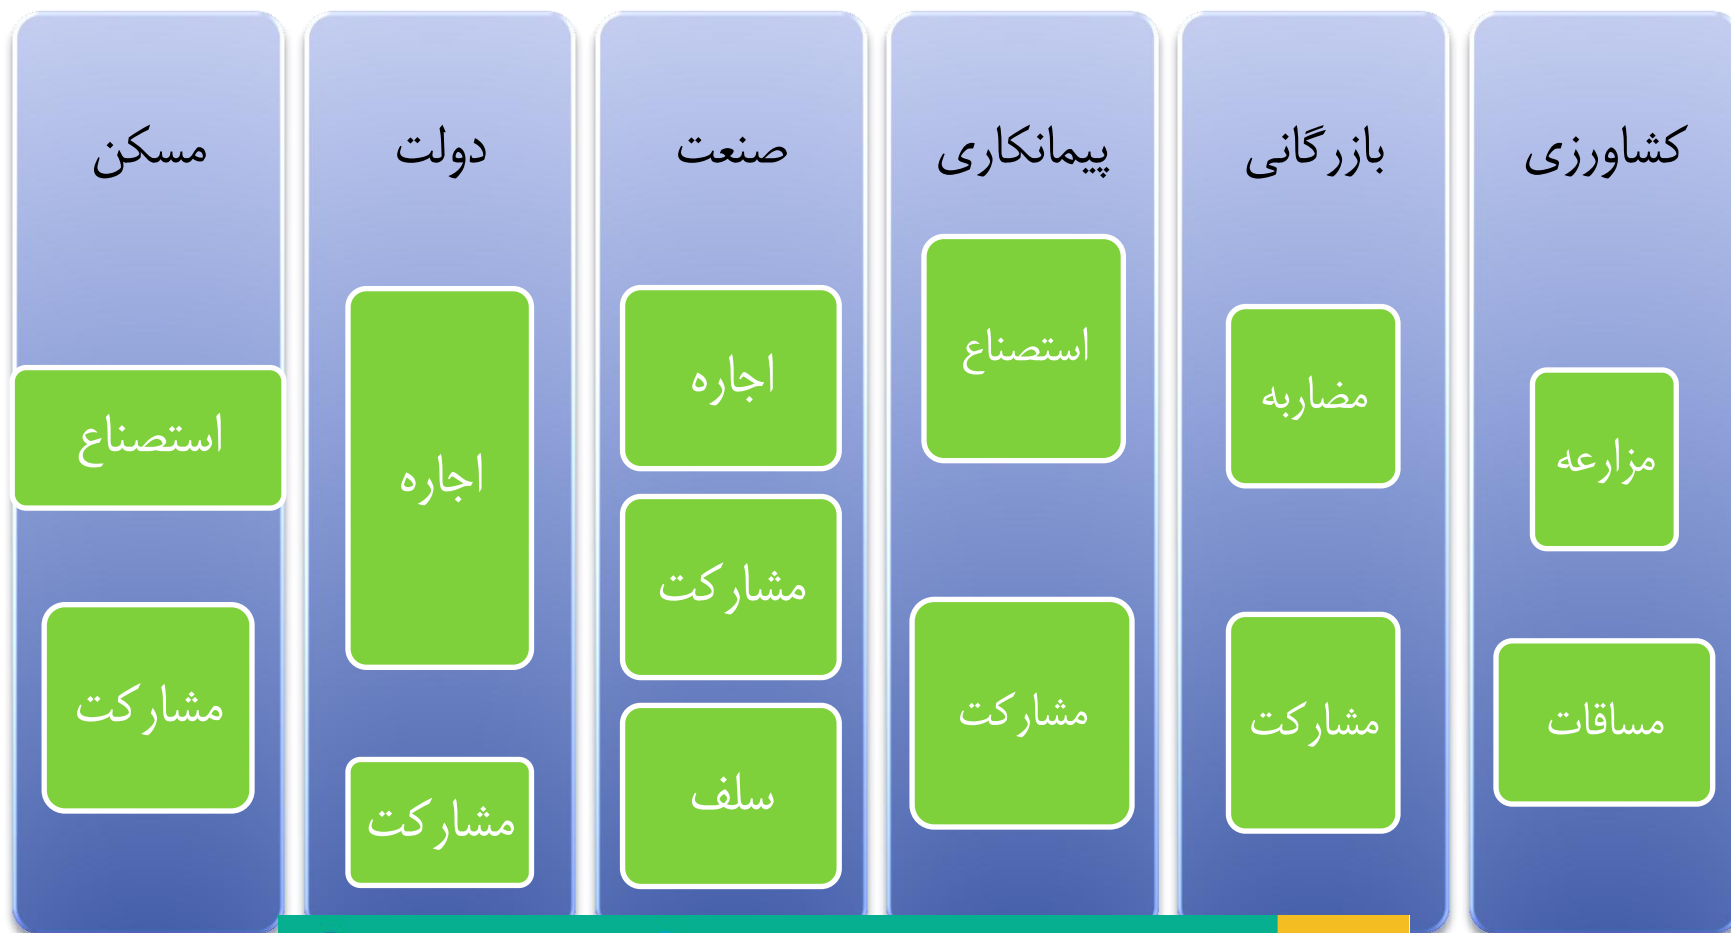 کشاورزی
مزارعه
مساقات
بازرگانی
مضاربه
مشارکت
پیمانکاری
استصناع
مشارکت
صنعت
اجاره
مشارکت
سلف
دولت
اجاره
مشارکت
مسکن
استصناع
مشارکت